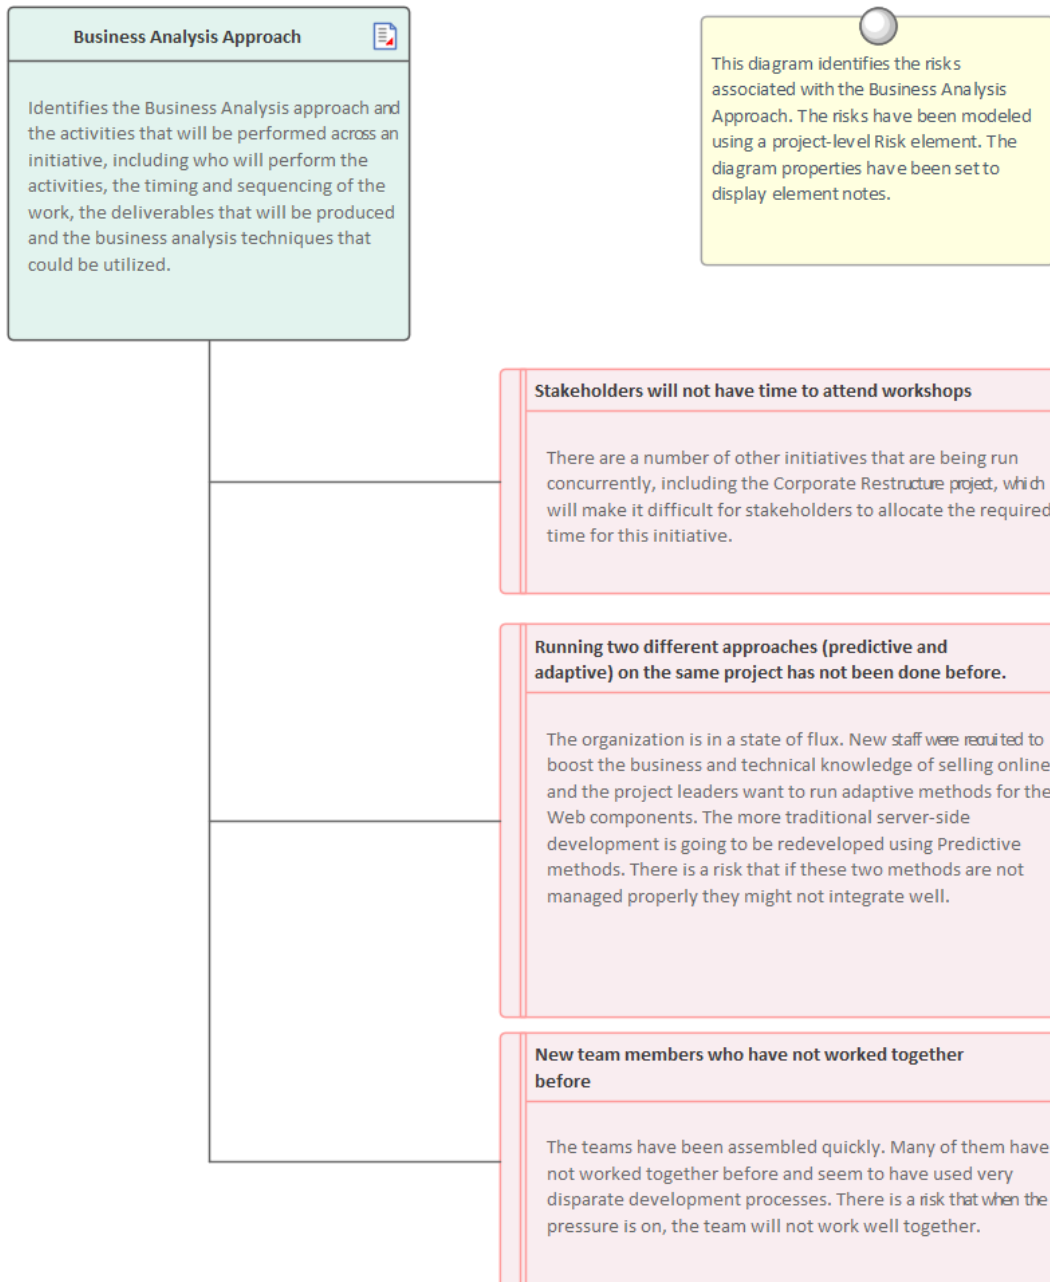 Business Analysis Approach
Identifies the Business Analysis approach and
the activities that will be performed across an
initiative, including who will perform the
activities, the timing and sequencing of the
work, the deliverables that will be produced
and the business analysis techniques that
could be utilized.
This diagram identifies the risks
associated with the Business Analysis
Approach. The risks have been modeled
using a project-level Risk element. The
diagram properties have been set to
display element notes.
Stakeholders will not have time to attend workshops
There are a number of other initiatives that are being run
concurrently, including the Corporate Restructure project, which
will make it difficult for stakeholders to allocate the required
time for this initiative.
Running two different approaches (predictive and
adaptive) on the same project has not been done before.
The organization is in a state of flux. New staff were recruited to
boost the business and technical knowledge of selling online
and the project leaders want to run adaptive methods for the
Web components. The more traditional server-side
development is going to be redeveloped using Predictive
methods. There is a risk that if these two methods are not
managed properly they might not integrate well.
New team members who have not worked together
before
The teams have been assembled quickly. Many of them have
not worked together before and seem to have used very
disparate development processes. There is a risk that when the
pressure is on, the team will not work well together.